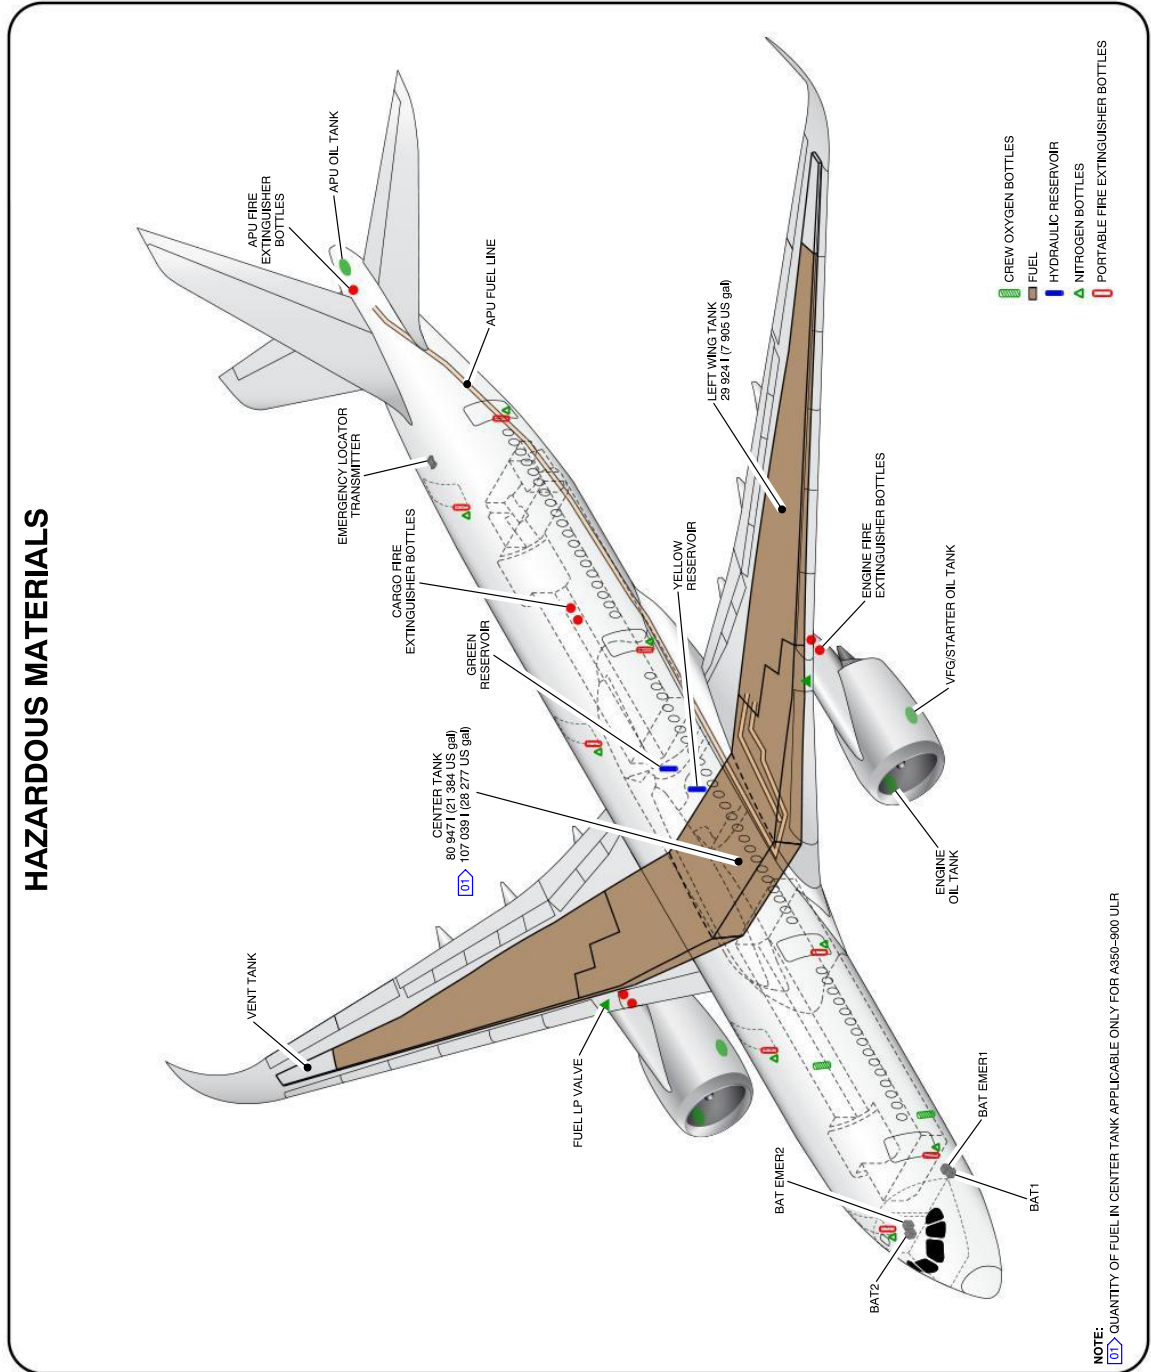 HAZARDOUS MATERIALS
APU FIRE
EXTINGUISHER
BOTTLES
APU OIL TANK
APU FUEL LINE
EMERGENCY LOCATOR
TRANSMITTER
CARGO FIRE
EXTINGUISHER BOTTLES
GREEN
RESERVOIR
YELLOW
RESERVOIR
CENTER TANK
80 947 l (21 384 US gal)
01 107 039 l (28 277 US gal)
LEFT WING TANK
29 924 l (7 905 US gal)
VENT TANK
ENGINE FIRE
EXTINGUISHER BOTTLES
VFG/STARTER OIL TANK
ENGINE
OIL TANK
FUEL LP VALVE
BAT EMER2
BAT2
BAT EMER1
BAT1
CREW OXYGEN BOTTLES
FUEL
HYDRAULIC RESERVOIR
NITROGEN BOTTLES
PORTABLE FIRE EXTINGUISHER BOTTLES
NOTE:
01 QUANTITY OF FUEL IN CENTER TANK APPLICABLE ONLY FOR A350-900 ULR